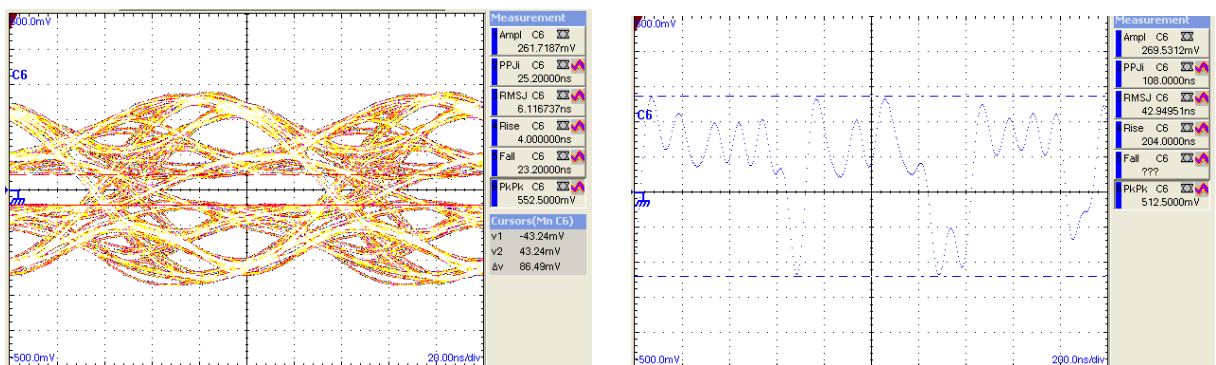 500.0mV
C6
-500.0mV
20.00ns/div
Measurement
Ampl C6
261.7187mV
PPJi C6
25.20000ns
RMSJ C6
6.116737ns
Rise C6
4.000000ns
Fall C6
23.20000ns
PkPk C6
552.5000mV
Cursors(Mn C6)
v1 -43.24mV
v2 43.24mV
Δv 86.49mV
500.0mV
C6
-500.0mV
200.0ns/div
Measurement
Ampl C6
269.5312mV
PPJi C6
108.0000ns
RMSJ C6
42.94951ns
Rise C6
204.0000ns
Fall C6
???
PkPk C6
512.5000mV